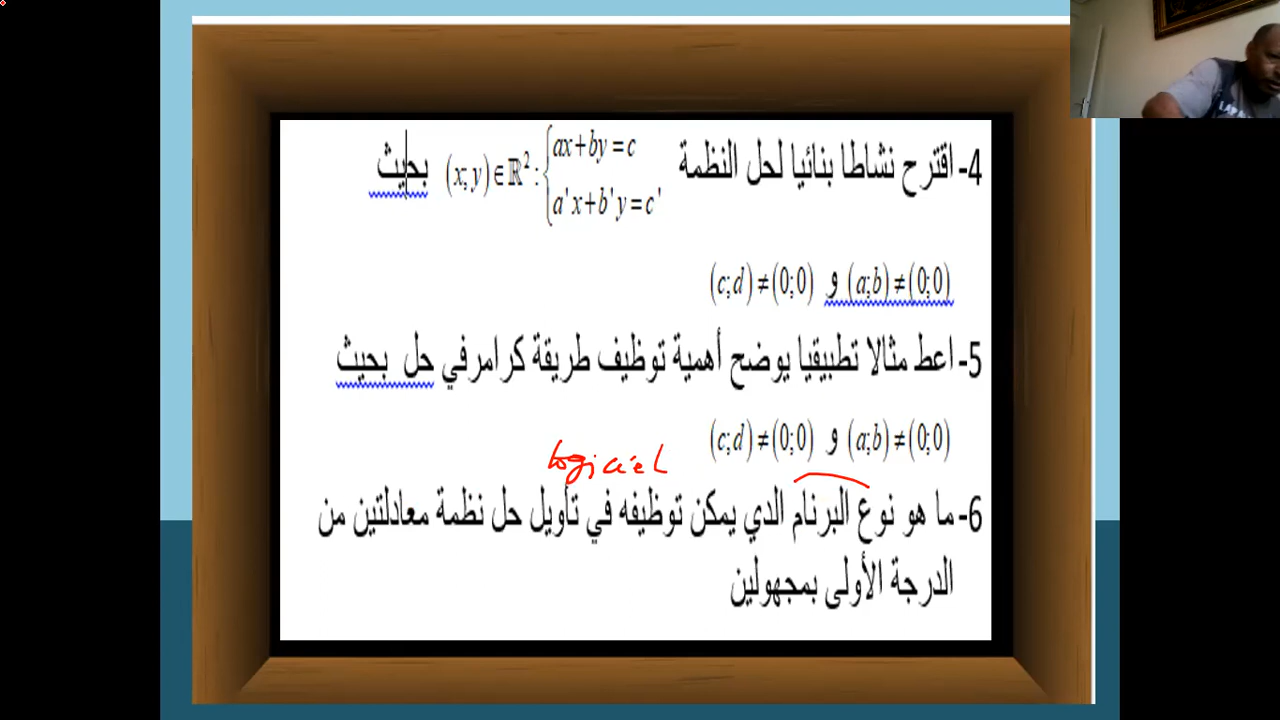 4- اقترح نشاطا بنائيا لحل النظمة (x;y)∈ℝ²:{ax+by=c بحيث
a'x+b'y=c'
(a;b)≠(0;0) و (c;d)≠(0;0)
5- اعط مثالا تطبيقيا يوضح أهمية توظيف طريقة كرامرفي حل بحيث
(a;b)≠(0;0) و (c;d)≠(0;0)
logiciel
6- ما هو نوع البرنام الدي يمكن توظيفه في تأويل حل نظمة معادلتين من
الدرجة الأولى بمجهولين